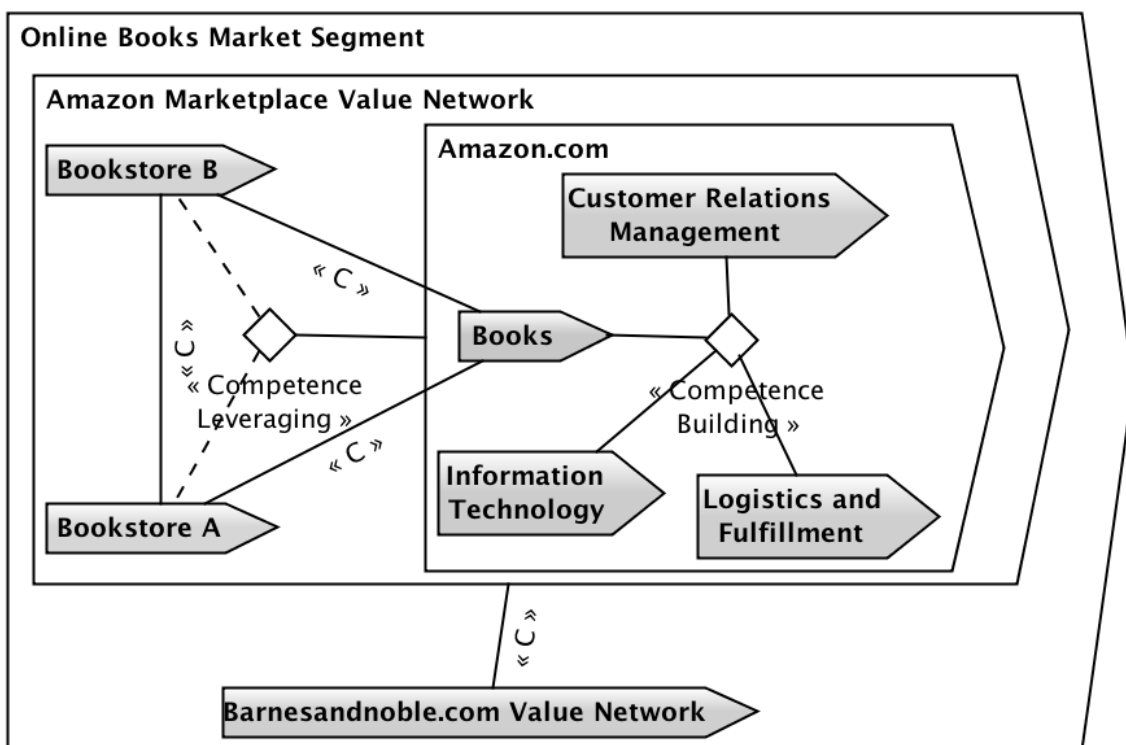 Online Books Market Segment
Amazon Marketplace Value Network
Amazon.com
Bookstore B
Customer Relations
Management
« C »
Books
« C »
« Competence
Leveraging »
« Competence
Building »
« C »
Information
Technology
Logistics and
Fulfillment
Bookstore A
« C »
Barnesandnoble.com Value Network